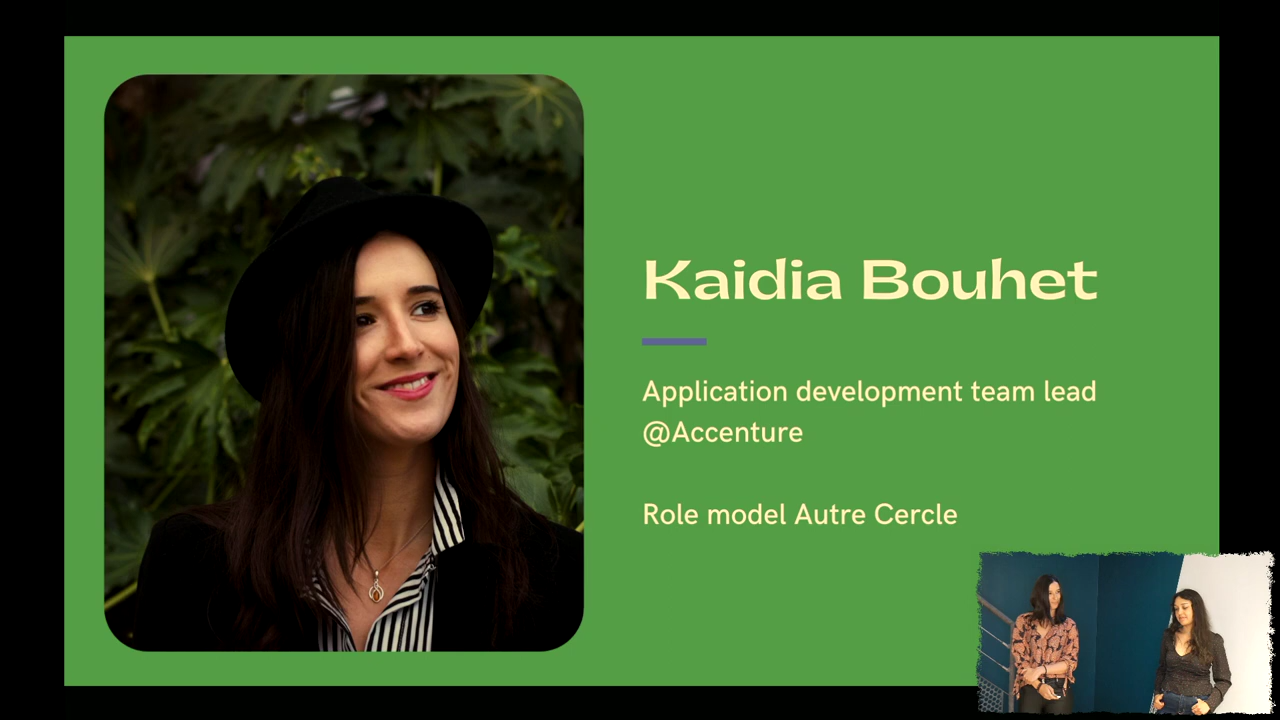 Kaidia Bouhet
Application development team lead
@Accenture
Role model Autre Cercle